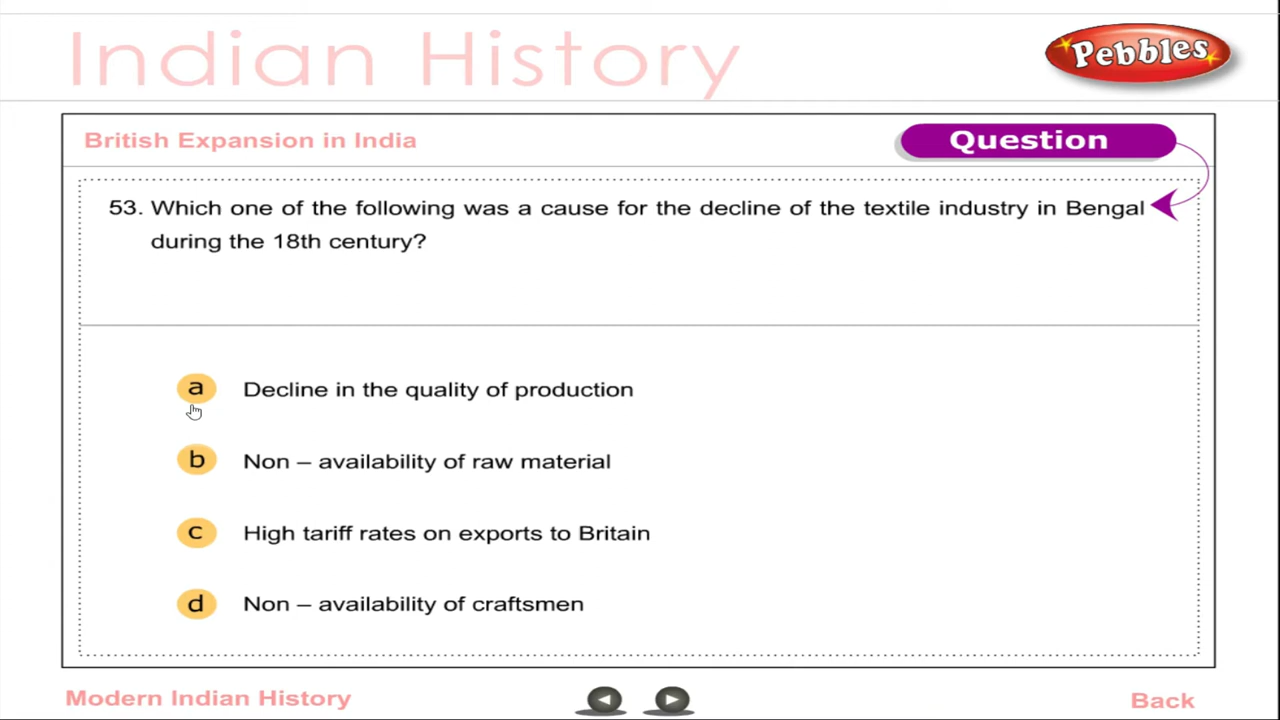 Indian History
Pebbles
British Expansion in India
Question
53. Which one of the following was a cause for the decline of the textile industry in Bengal
during the 18th century?
a Decline in the quality of production
b Non – availability of raw material
c High tariff rates on exports to Britain
d Non – availability of craftsmen
Modern Indian History
Back